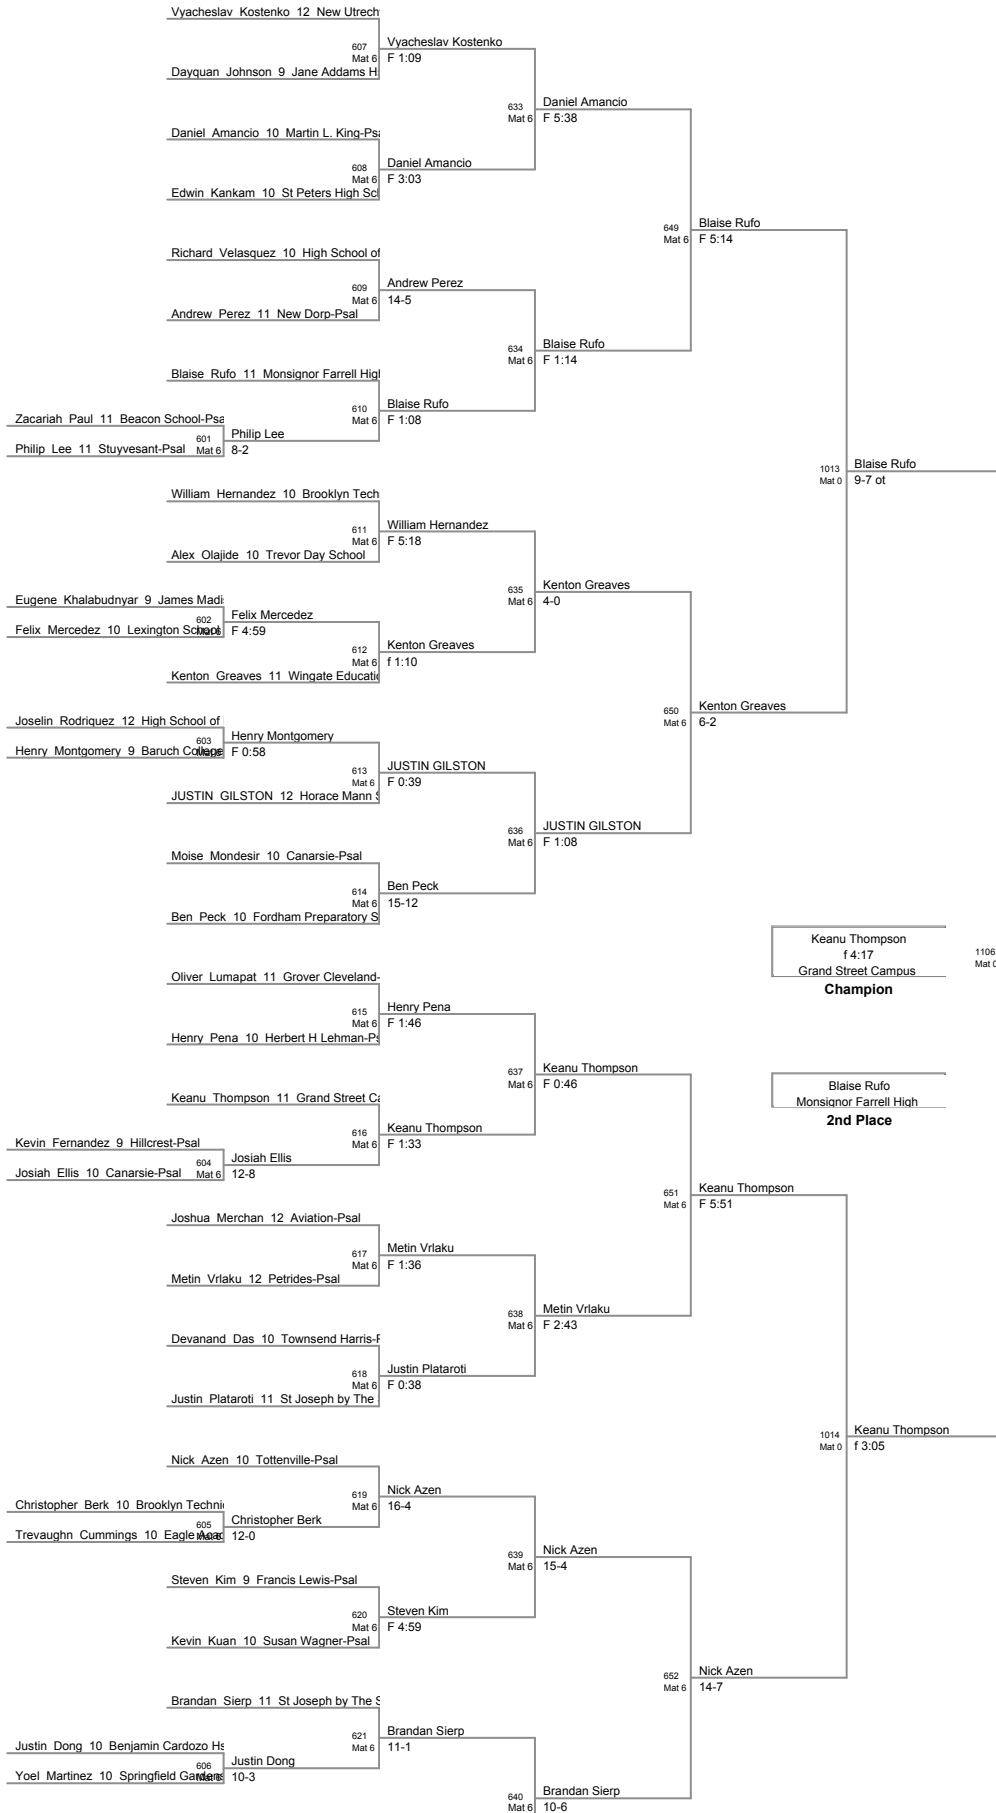 Vyacheslav Kostenko 12 New Utrech
607 Vyacheslav Kostenko
Mat 6 F 1:09
Dayquan Johnson 9 Jane Addams H
633 Daniel Amancio
Mat 6 F 5:38
Daniel Amancio 10 Martin L. King-Psa
608 Daniel Amancio
Mat 6 F 3:03
Edwin Kankam 10 St Peters High Scl
649 Blaise Rufo
Mat 6 F 5:14
Richard Velasquez 10 High School of
609 Andrew Perez
Mat 6 14-5
Andrew Perez 11 New Dorp-Psal
634 Blaise Rufo
Mat 6 F 1:14
Blaise Rufo 11 Monsignor Farrell High
610 Blaise Rufo
Mat 6 F 1:08
Zacariah Paul 11 Beacon School-Psa
601 Philip Lee
Philip Lee 11 Stuyvesant-Psal Mat 6 8-2
1013 Blaise Rufo
Mat 0 9-7 ot
William Hernandez 10 Brooklyn Tech
611 William Hernandez
Mat 6 F 5:18
Alex Olajide 10 Trevor Day School
635 Kenton Greaves
Mat 6 4-0
Eugene Khalabudnyar 9 James Madi
602 Felix Mercedez
Felix Mercedez 10 Lexington School Mat 6 F 4:59
612 Kenton Greaves
Mat 6 f 1:10
Kenton Greaves 11 Wingate Educatio
650 Kenton Greaves
Mat 6 6-2
Joselin Rodriquez 12 High School of
603 Henry Montgomery
Henry Montgomery 9 Baruch College Mat 6 F 0:58
613 JUSTIN GILSTON
Mat 6 F 0:39
JUSTIN GILSTON 12 Horace Mann S
636 JUSTIN GILSTON
Mat 6 F 1:08
Moise Mondesir 10 Canarsie-Psal
614 Ben Peck
Mat 6 15-12
Ben Peck 10 Fordham Preparatory S
Keanu Thompson
f 4:17
Grand Street Campus
Champion
1106
Mat 0
Oliver Lumapat 11 Grover Cleveland-
615 Henry Pena
Mat 6 F 1:46
Henry Pena 10 Herbert H Lehman-Ps
637 Keanu Thompson
Mat 6 F 0:46
Blaise Rufo
Monsignor Farrell High
2nd Place
Keanu Thompson 11 Grand Street Ca
616 Keanu Thompson
Mat 6 F 1:33
Kevin Fernandez 9 Hillcrest-Psal
604 Josiah Ellis
Josiah Ellis 10 Canarsie-Psal Mat 6 12-8
651 Keanu Thompson
Mat 6 F 5:51
Joshua Merchan 12 Aviation-Psal
617 Metin Vrlaku
Mat 6 F 1:36
Metin Vrlaku 12 Petrides-Psal
638 Metin Vrlaku
Mat 6 F 2:43
Devanand Das 10 Townsend Harris-P
618 Justin Plataroti
Mat 6 F 0:38
Justin Plataroti 11 St Joseph by The
1014 Keanu Thompson
Mat 0 f 3:05
Nick Azen 10 Tottenville-Psal
619 Nick Azen
Mat 6 16-4
Christopher Berk 10 Brooklyn Techni
605 Christopher Berk
Trevaughn Cummings 10 Eagle Acad Mat 6 12-0
639 Nick Azen
Mat 6 15-4
Steven Kim 9 Francis Lewis-Psal
620 Steven Kim
Mat 6 F 4:59
Kevin Kuan 10 Susan Wagner-Psal
652 Nick Azen
Mat 6 14-7
Brandan Sierp 11 St Joseph by The S
621 Brandan Sierp
Mat 6 11-1
Justin Dong 10 Benjamin Cardozo Hs
606 Justin Dong
Yoel Martinez 10 Springfield Gardens Mat 6 10-3
640 Brandan Sierp
Mat 6 10-6